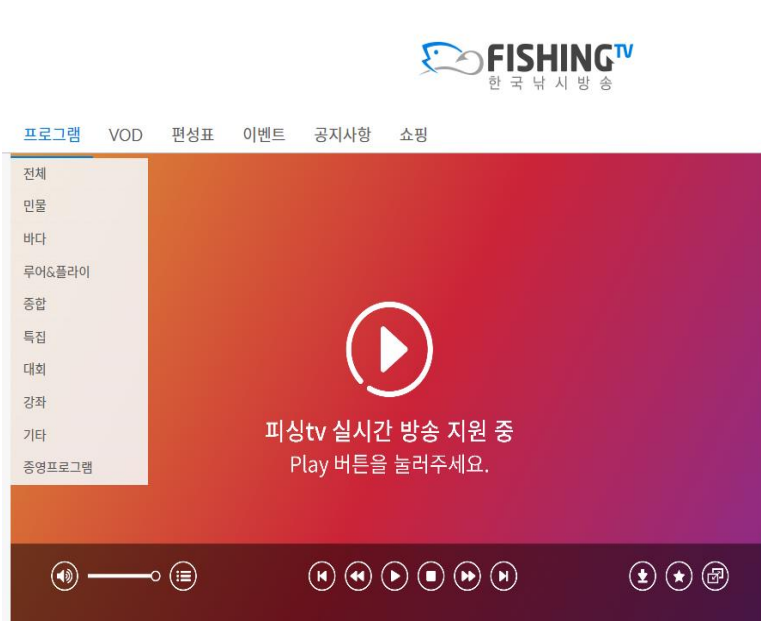 FISHING TV
한국낚시방송
프로그램 VOD 편성표 이벤트 공지사항 쇼핑
전체
민물
바다
루어&플라이
종합
특집
대회
강좌
기타
종영프로그램
피싱tv 실시간 방송 지원 중
Play 버튼을 눌러주세요.